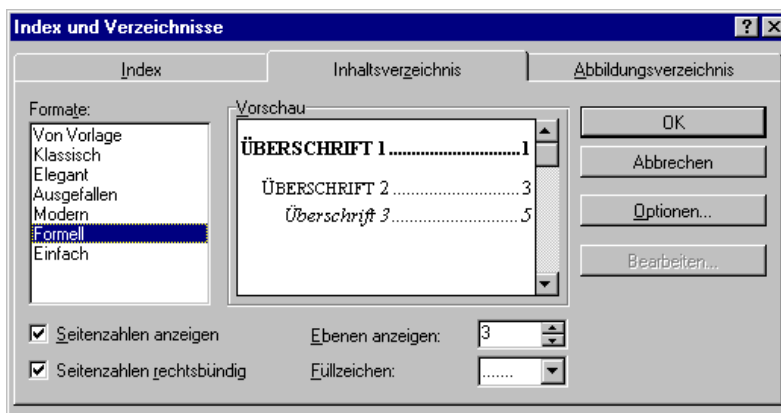 Index und Verzeichnisse
Index
Inhaltsverzeichnis
Abbildungsverzeichnis
Formate:
Von Vorlage
Klassisch
Elegant
Ausgefallen
Modern
Formell
Einfach
Vorschau
ÜBERSCHRIFT 1..............................1
ÜBERSCHRIFT 2..............................3
Überschrift 3..............................5
OK
Abbrechen
Optionen...
Bearbeiten...
Seitenzahlen anzeigen
Seitenzahlen rechtsbündig
Ebenen anzeigen: 3
Füllzeichen: .......